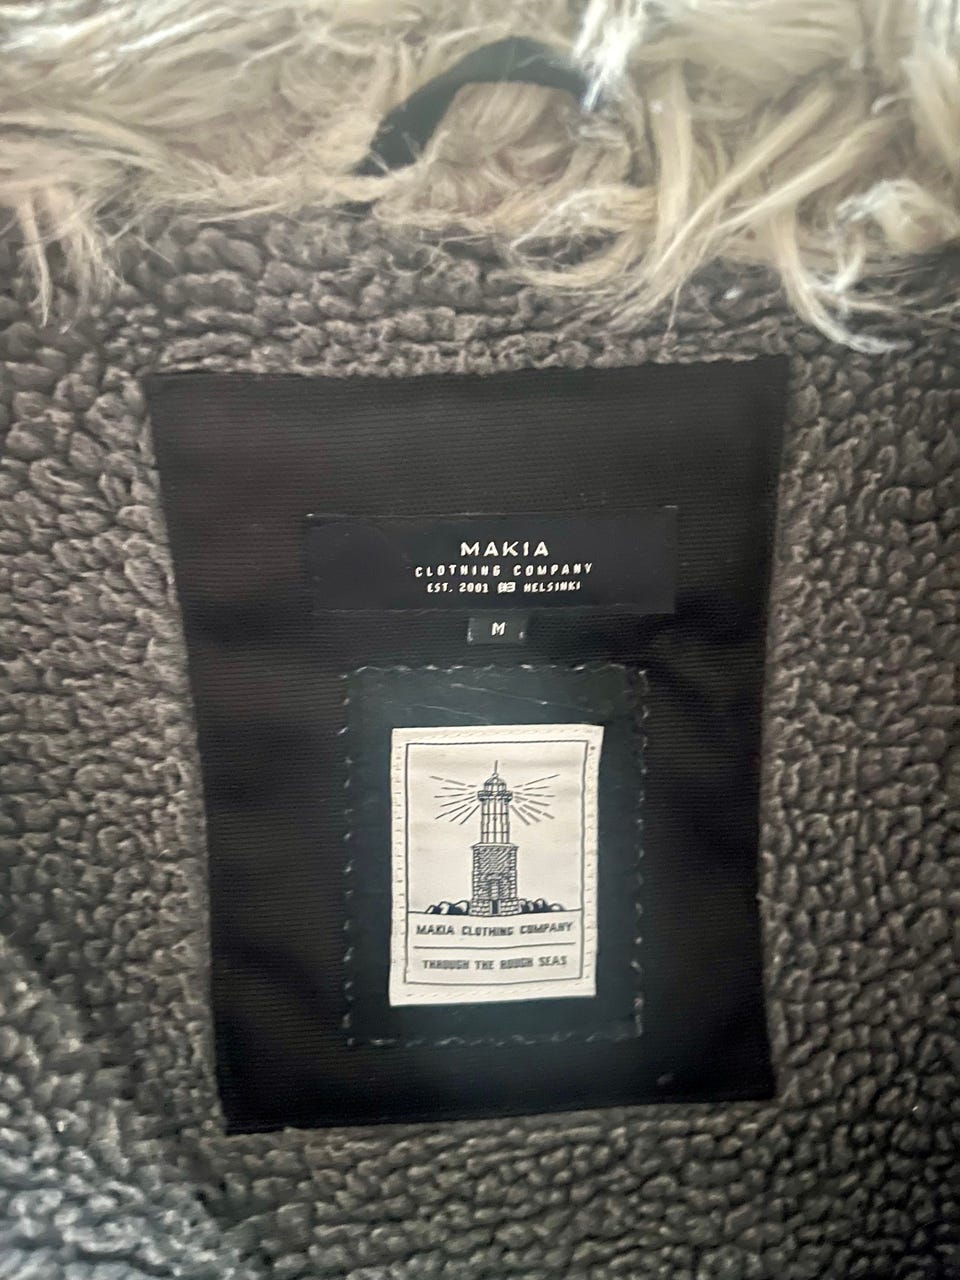 MAKIA
CLOTHING COMPANY
EST. 2001 HELSINKI
M
MAKIA CLOTHING COMPANY
THROUGH THE ROUGH SEAS